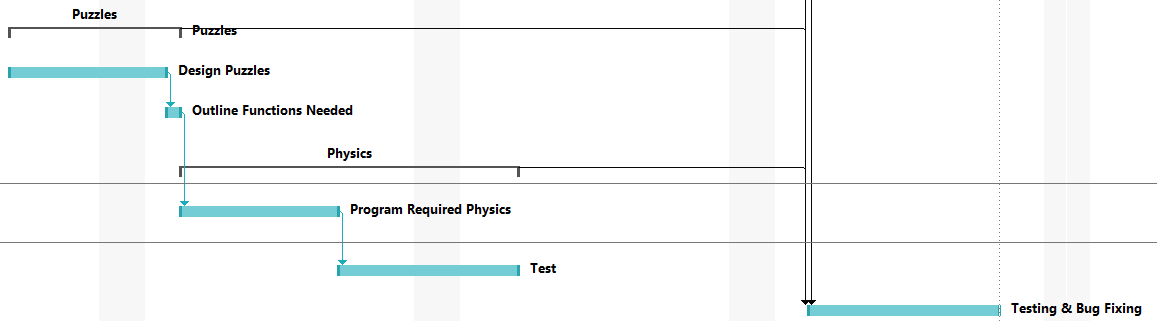 Puzzles
Puzzles
Design Puzzles
Outline Functions Needed
Physics
Program Required Physics
Test
Testing & Bug Fixing